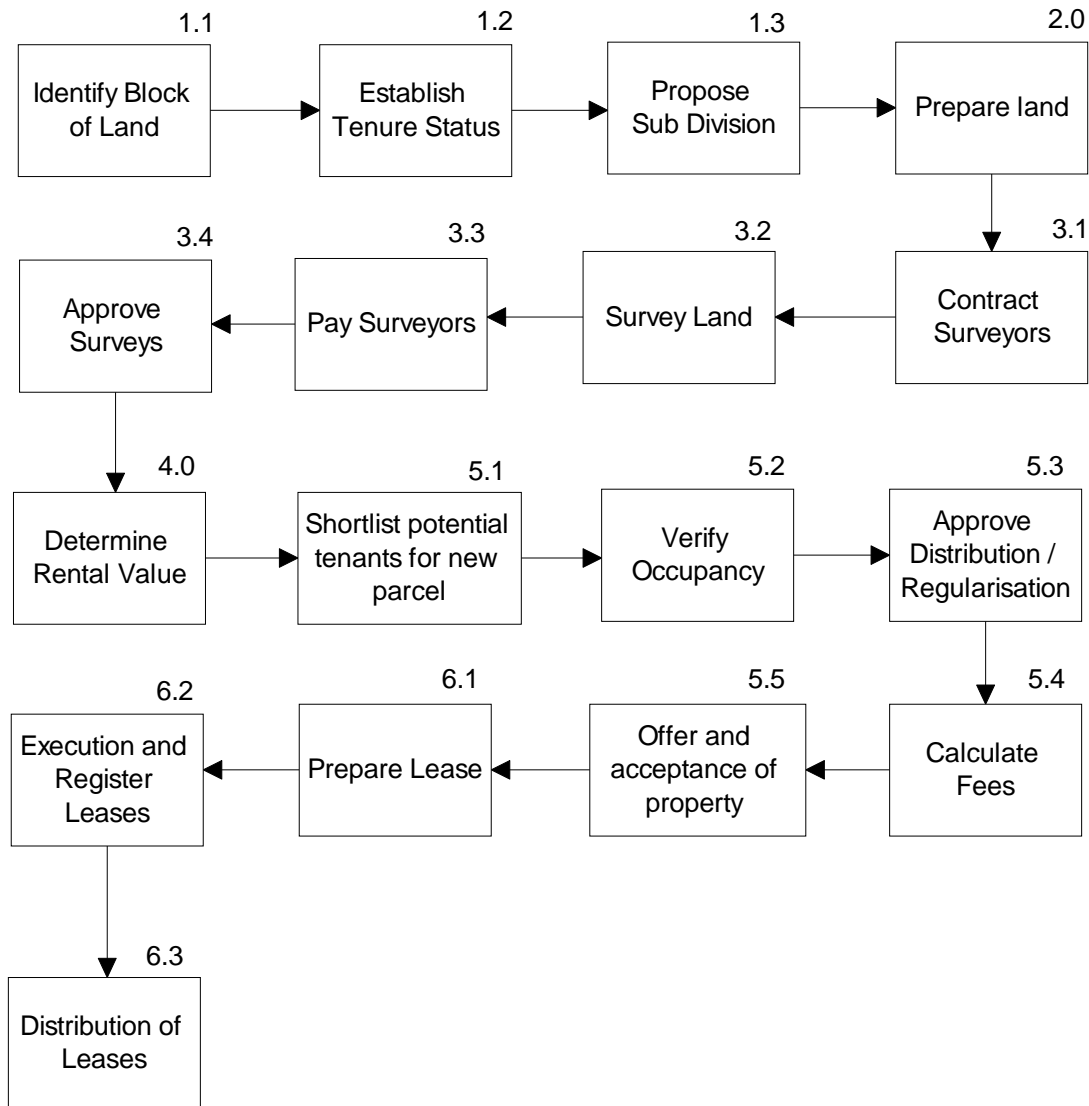 1.1
1.2
1.3
2.0
Identify Block
of Land
Establish
Tenure Status
Propose
Sub Division
Prepare land
3.4
3.3
3.2
3.1
Approve
Surveys
Pay Surveyors
Survey Land
Contract
Surveyors
4.0
5.1
5.2
5.3
Determine
Rental Value
Shortlist potential
tenants for new
parcel
Verify
Occupancy
Approve
Distribution /
Regularisation
6.2
6.1
5.5
5.4
Execution and
Register
Leases
Prepare Lease
Offer and
acceptance of
property
Calculate
Fees
6.3
Distribution of
Leases